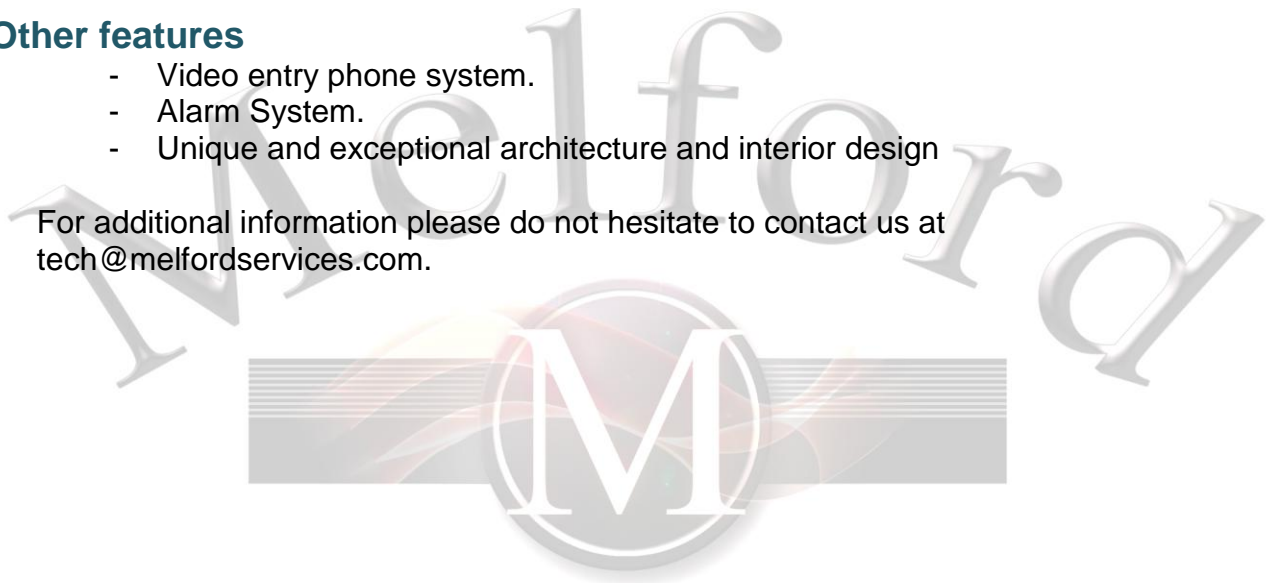 Other features
- Video entry phone system.
- Alarm System.
- Unique and exceptional architecture and interior design
For additional information please do not hesitate to contact us at
tech@melfordservices.com.
Melford
M